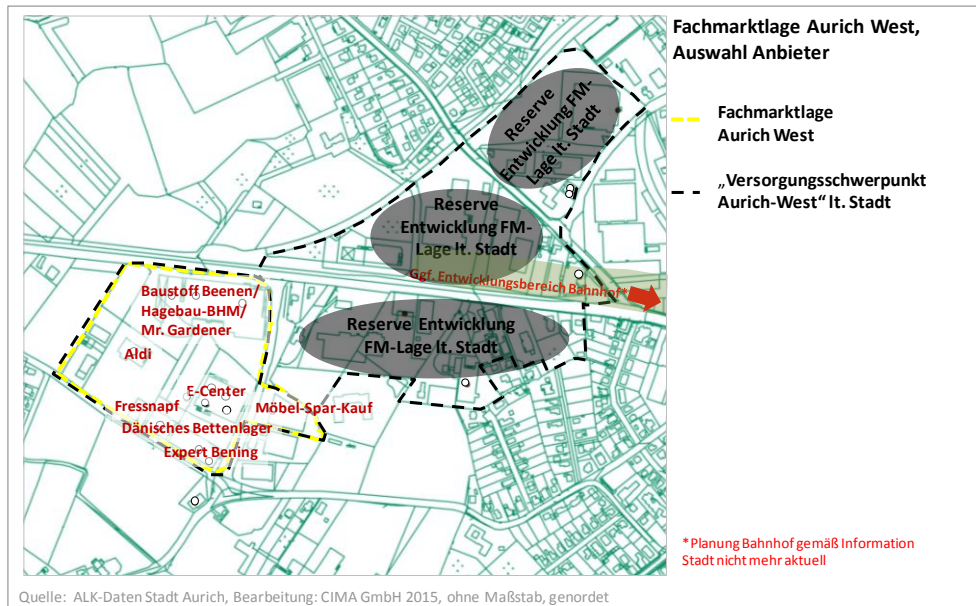 Fachmarktlage Aurich West,
Auswahl Anbieter
Fachmarktlage
Aurich West
„Versorgungsschwerpunkt
Aurich-West“ lt. Stadt
Reserve
Entwicklung FM-
Lage lt. Stadt
Reserve
Entwicklung FM-
Lage lt. Stadt
Ggf. Entwicklungsbereich Bahnhof*
Reserve Entwicklung
FM-Lage lt. Stadt
Baustoff Beenen/
Hagebau-BHM/
Mr. Gardener
Aldi
E-Center
Fressnapf
Möbel-Spar-Kauf
Dänisches Bettenlager
Expert Bening
*Planung Bahnhof gemäß Information
Stadt nicht mehr aktuell
Quelle: ALK-Daten Stadt Aurich, Bearbeitung: CIMA GmbH 2015, ohne Maßstab, genordet